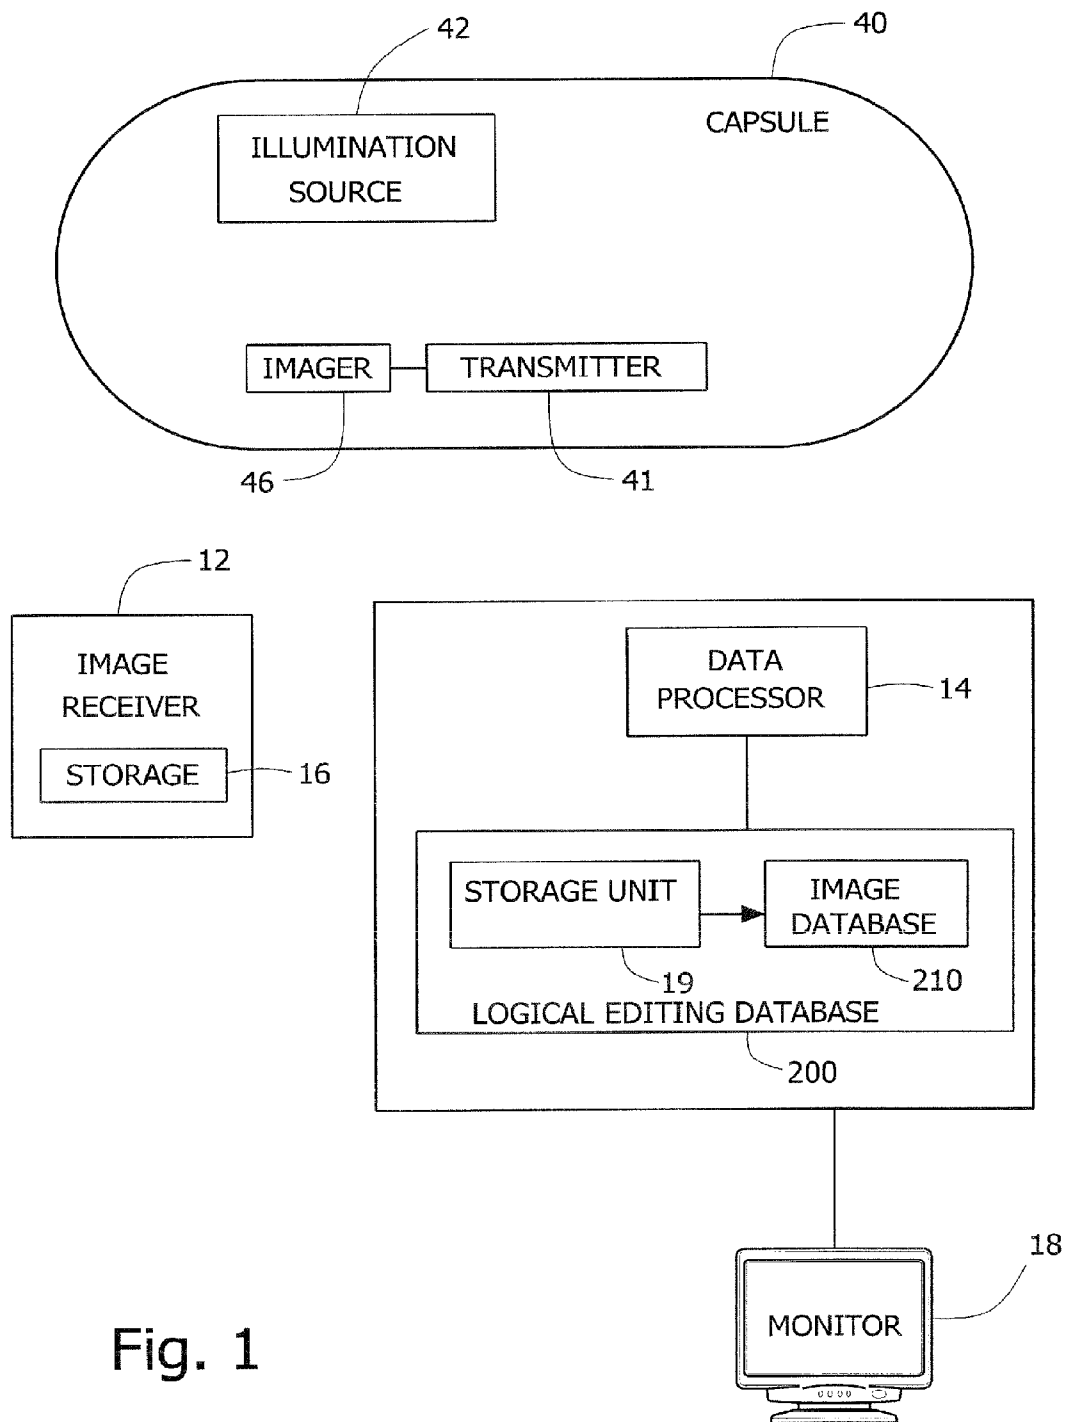 42
40
CAPSULE
ILLUMINATION
SOURCE
IMAGER
TRANSMITTER
46
41
12
IMAGE
RECEIVER
STORAGE
16
DATA
PROCESSOR
14
STORAGE UNIT
IMAGE
DATABASE
19
210
LOGICAL EDITING DATABASE
200
18
MONITOR
Fig. 1